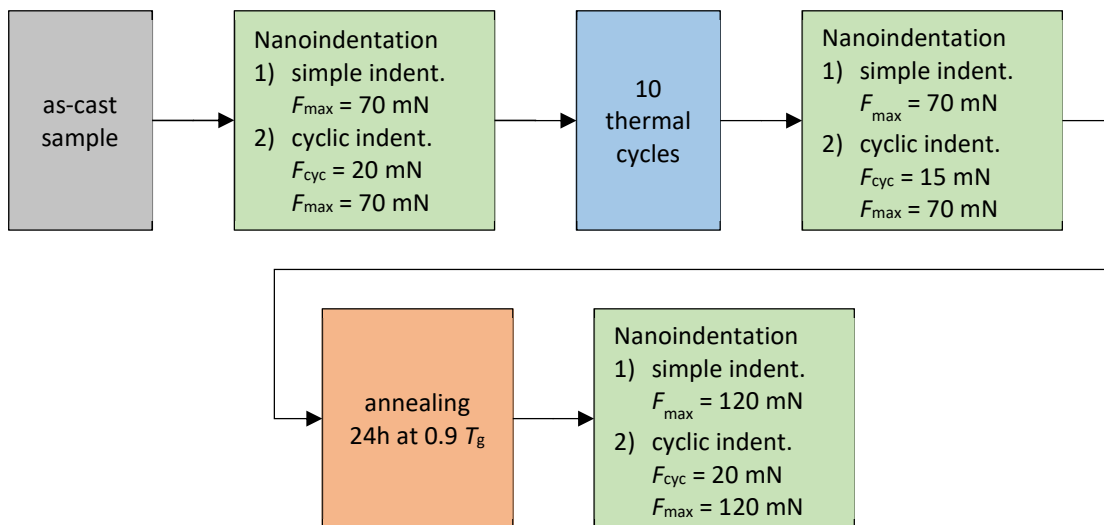 as-cast
sample
Nanoindentation
1) simple indent.
Fmax = 70 mN
2) cyclic indent.
Fcyc = 20 mN
Fmax = 70 mN
10
thermal
cycles
Nanoindentation
1) simple indent.
Fmax = 70 mN
2) cyclic indent.
Fcyc = 15 mN
Fmax = 70 mN
annealing
24h at 0.9 Tg
Nanoindentation
1) simple indent.
Fmax = 120 mN
2) cyclic indent.
Fcyc = 20 mN
Fmax = 120 mN